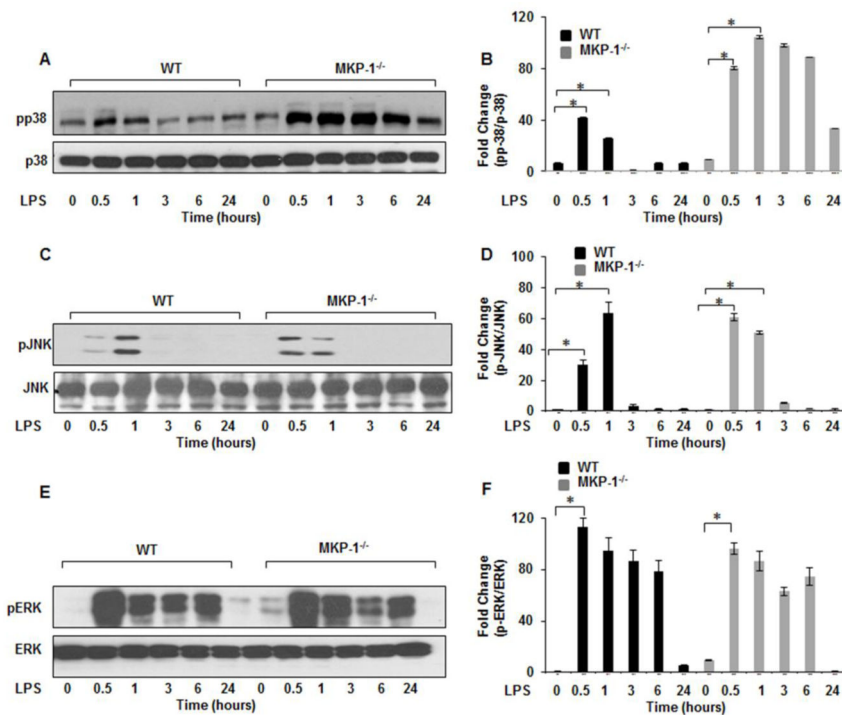 A
WT
MKP-1-/-
pp38
p38
LPS 0 0.5 1 3 6 24 0 0.5 1 3 6 24
Time (hours)
B
WT
MKP-1-/-
Fold Change
(pp-38/p-38)
120
80
40
0
* * * *
0 0.5 1 3 6 24 0 0.5 1 3 6 24
Time (hours)
C
WT
MKP-1-/-
pJNK
JNK
LPS 0 0.5 1 3 6 24 0 0.5 1 3 6 24
Time (hours)
D
WT
MKP-1-/-
Fold Change
(p-JNK/JNK)
100
80
60
40
20
0
* * * *
0 0.5 1 3 6 24 0 0.5 1 3 6 24
Time (hours)
E
WT
MKP-1-/-
pERK
ERK
LPS 0 0.5 1 3 6 24 0 0.5 1 3 6 24
Time (hours)
F
WT
MKP-1-/-
Fold Change
(p-ERK/ERK)
120
80
40
0
* *
0 0.5 1 3 6 24 0 0.5 1 3 6 24
Time (hours)